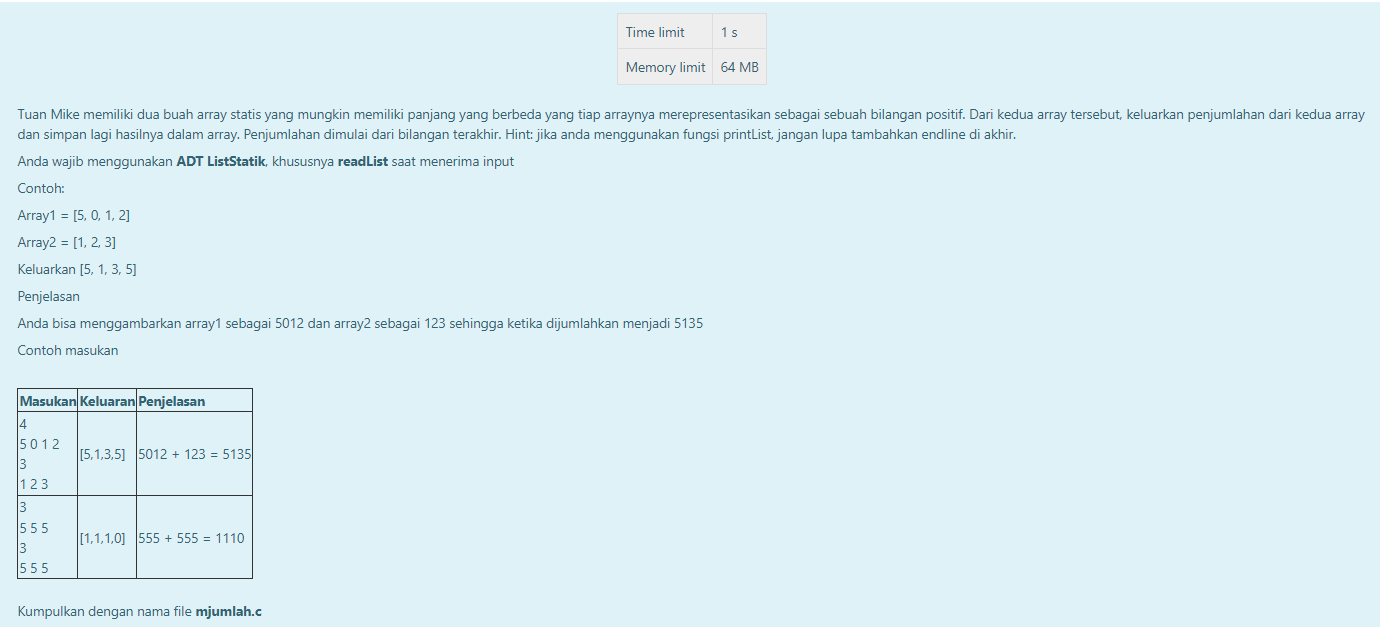 Time limit 1 s
Memory limit 64 MB
Tuan Mike memiliki dua buah array statis yang mungkin memiliki panjang yang berbeda yang tiap arraynya merepresentasikan sebagai sebuah bilangan positif. Dari kedua array tersebut, keluarkan penjumlahan dari kedua array
dan simpan lagi hasilnya dalam array. Penjumlahan dimulai dari bilangan terakhir. Hint: jika anda menggunakan fungsi printList, jangan lupa tambahkan endline di akhir.
Anda wajib menggunakan ADT ListStatik, khususnya readList saat menerima input
Contoh:
Array1 = [5, 0, 1, 2]
Array2 = [1, 2, 3]
Keluarkan [5, 1, 3, 5]
Penjelasan
Anda bisa menggambarkan array1 sebagai 5012 dan array2 sebagai 123 sehingga ketika dijumlahkan menjadi 5135
Contoh masukan
Masukan Keluaran Penjelasan
4
5 0 1 2
3
1 2 3
[5,1,3,5]
5012 + 123 = 5135
3
5 5 5
3
5 5 5
[1,1,1,0]
555 + 555 = 1110
Kumpulkan dengan nama file mjumlah.c